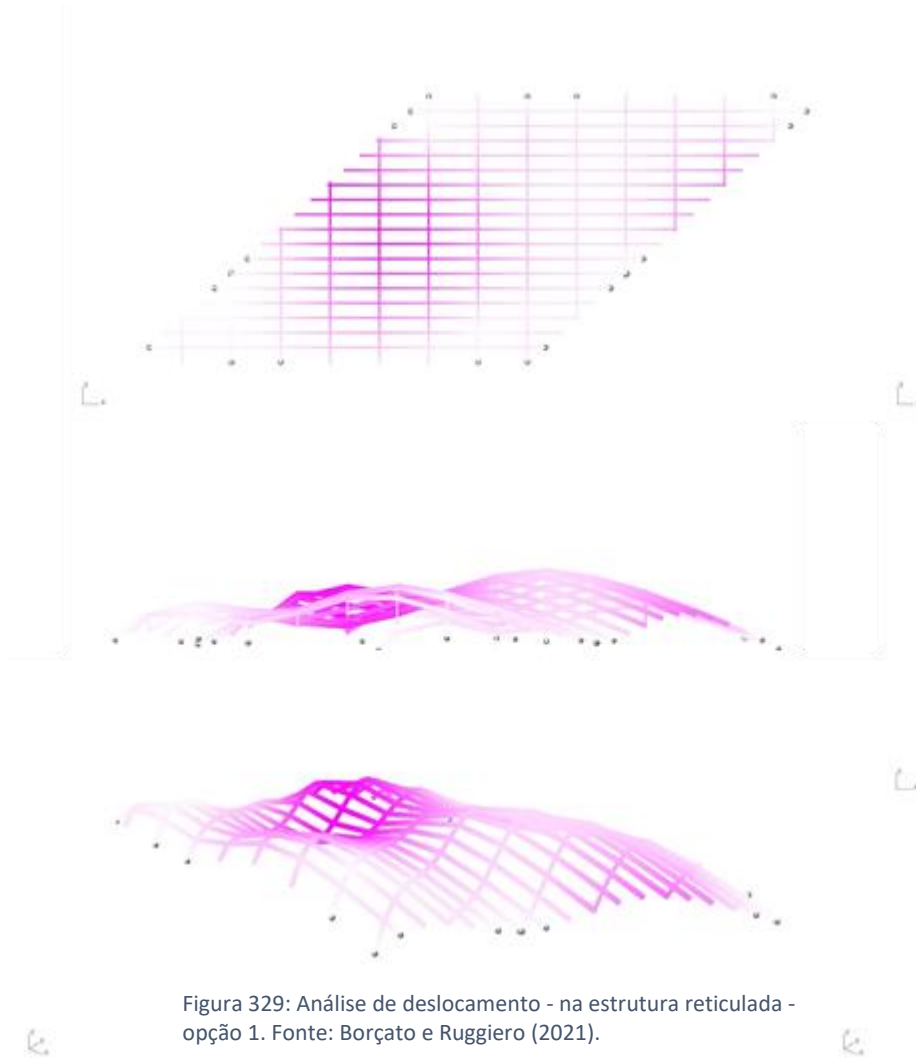 Figura 329: Análise de deslocamento - na estrutura reticulada -
opção 1. Fonte: Borçato e Ruggiero (2021).